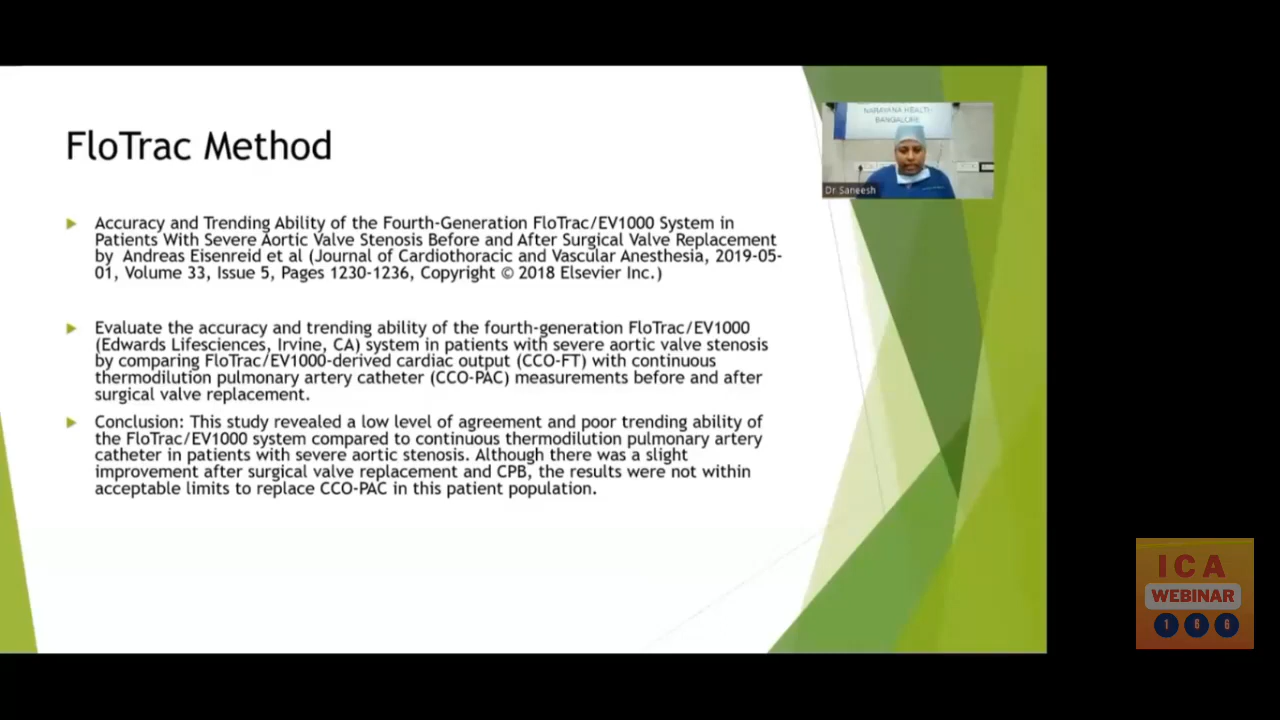 FloTrac Method
NARAYANA HEALTH
BANGALORE
Dr Saneesh
Accuracy and Trending Ability of the Fourth-Generation FloTrac/EV1000 System in
Patients With Severe Aortic Valve Stenosis Before and After Surgical Valve Replacement
by Andreas Eisenreid et al (Journal of Cardiothoracic and Vascular Anesthesia, 2019-05-
01, Volume 33, Issue 5, Pages 1230-1236, Copyright © 2018 Elsevier Inc.)
Evaluate the accuracy and trending ability of the fourth-generation FloTrac/EV1000
(Edwards Lifesciences, Irvine, CA) system in patients with severe aortic valve stenosis
by comparing FloTrac/EV1000-derived cardiac output (CCO-FT) with continuous
thermodilution pulmonary artery catheter (CCO-PAC) measurements before and after
surgical valve replacement.
Conclusion: This study revealed a low level of agreement and poor trending ability of
the FloTrac/EV1000 system compared to continuous thermodilution pulmonary artery
catheter in patients with severe aortic stenosis. Although there was a slight
improvement after surgical valve replacement and CPB, the results were not within
acceptable limits to replace CCO-PAC in this patient population.
ICA
WEBINAR
1 8 6